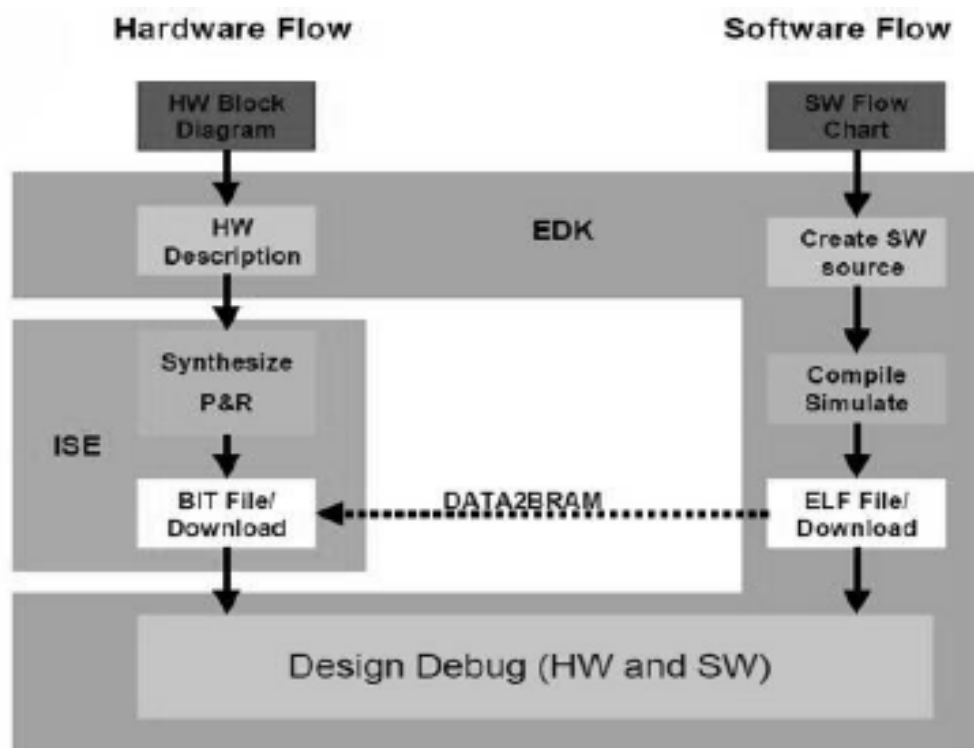 Hardware Flow
Software Flow
HW Block
Diagram
SW Flow
Chart
HW
Description
EDK
Create SW
source
Synthesize
P&R
Compile
Simulate
ISE
BIT File/
Download
DATA2BRAM
ELF File/
Download
Design Debug (HW and SW)